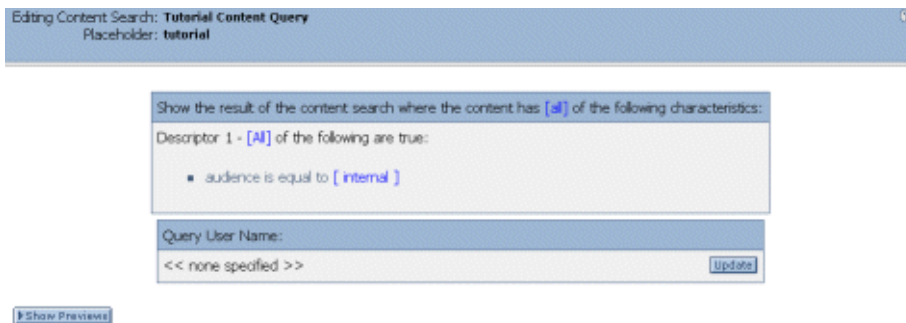 Editing Content Search: Tutorial Content Query
Placeholder: tutorial
Show the result of the content search where the content has [all] of the following characteristics:
Descriptor 1 - [All] of the following are true:
audience is equal to [ internal ]
Query User Name:
<< none specified >>
Update
Show Previews